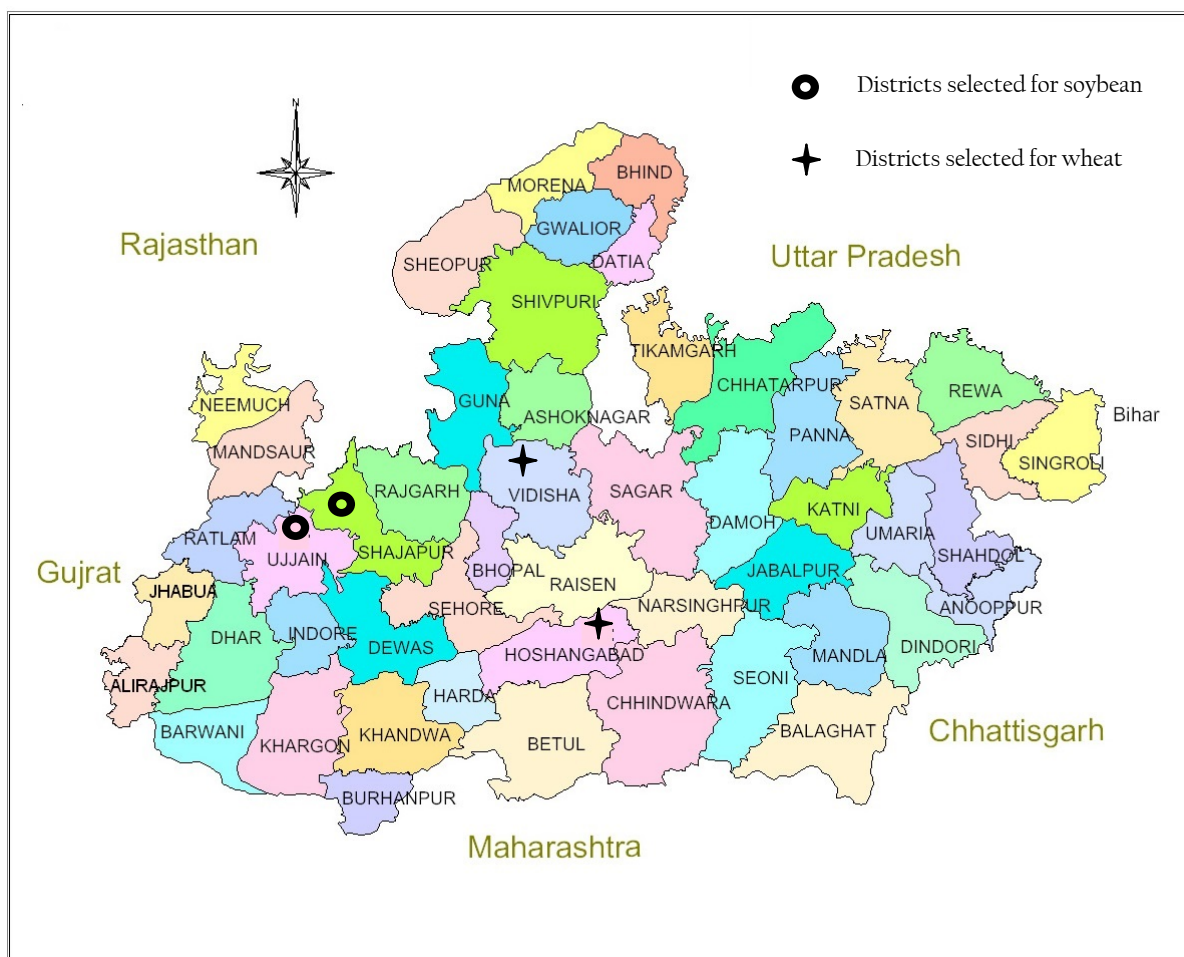 Districts selected for soybean
N
Districts selected for wheat
BHIND
MORENA
GWALIOR
Rajasthan
Uttar Pradesh
DATIA
SHEOPUR
SHIVPURI
TIKAMGARH
CHHATARPUR
REWA
GUNA
SATNA
NEEMUCH
ASHOKNAGAR
Bihar
PANNA
SIDHI
MANDSAUR
SINGROLI
RAJGARH
VIDISHA
SAGAR
KATNI
DAMOH
UMARIA
RATLAM
SHAJAPUR
SHAHDOL
UJJAIN
Gujrat
BHOPAL
JABALPUR
RAISEN
JHABUA
NARSINGHPUR
SEHORE
ANOOPPUR
INDORE
DHAR
DEWAS
DINDORI
HOSHANGABAD
MANDLA
SEONI
ALIRAJPUR
HARDA
CHHINDWARA
BARWANI
BALAGHAT
Chhattisgarh
KHANDWA
KHARGON
BETUL
BURHANPUR
Maharashtra